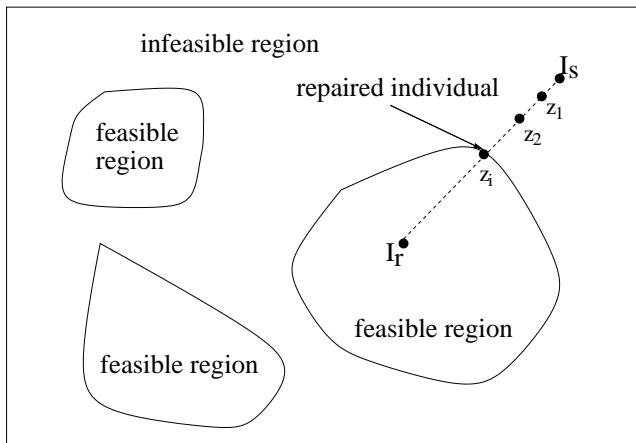 infeasible region
I_s
repaired individual
z_1
feasible
region
z_2
z_i
I_r
feasible region
feasible region